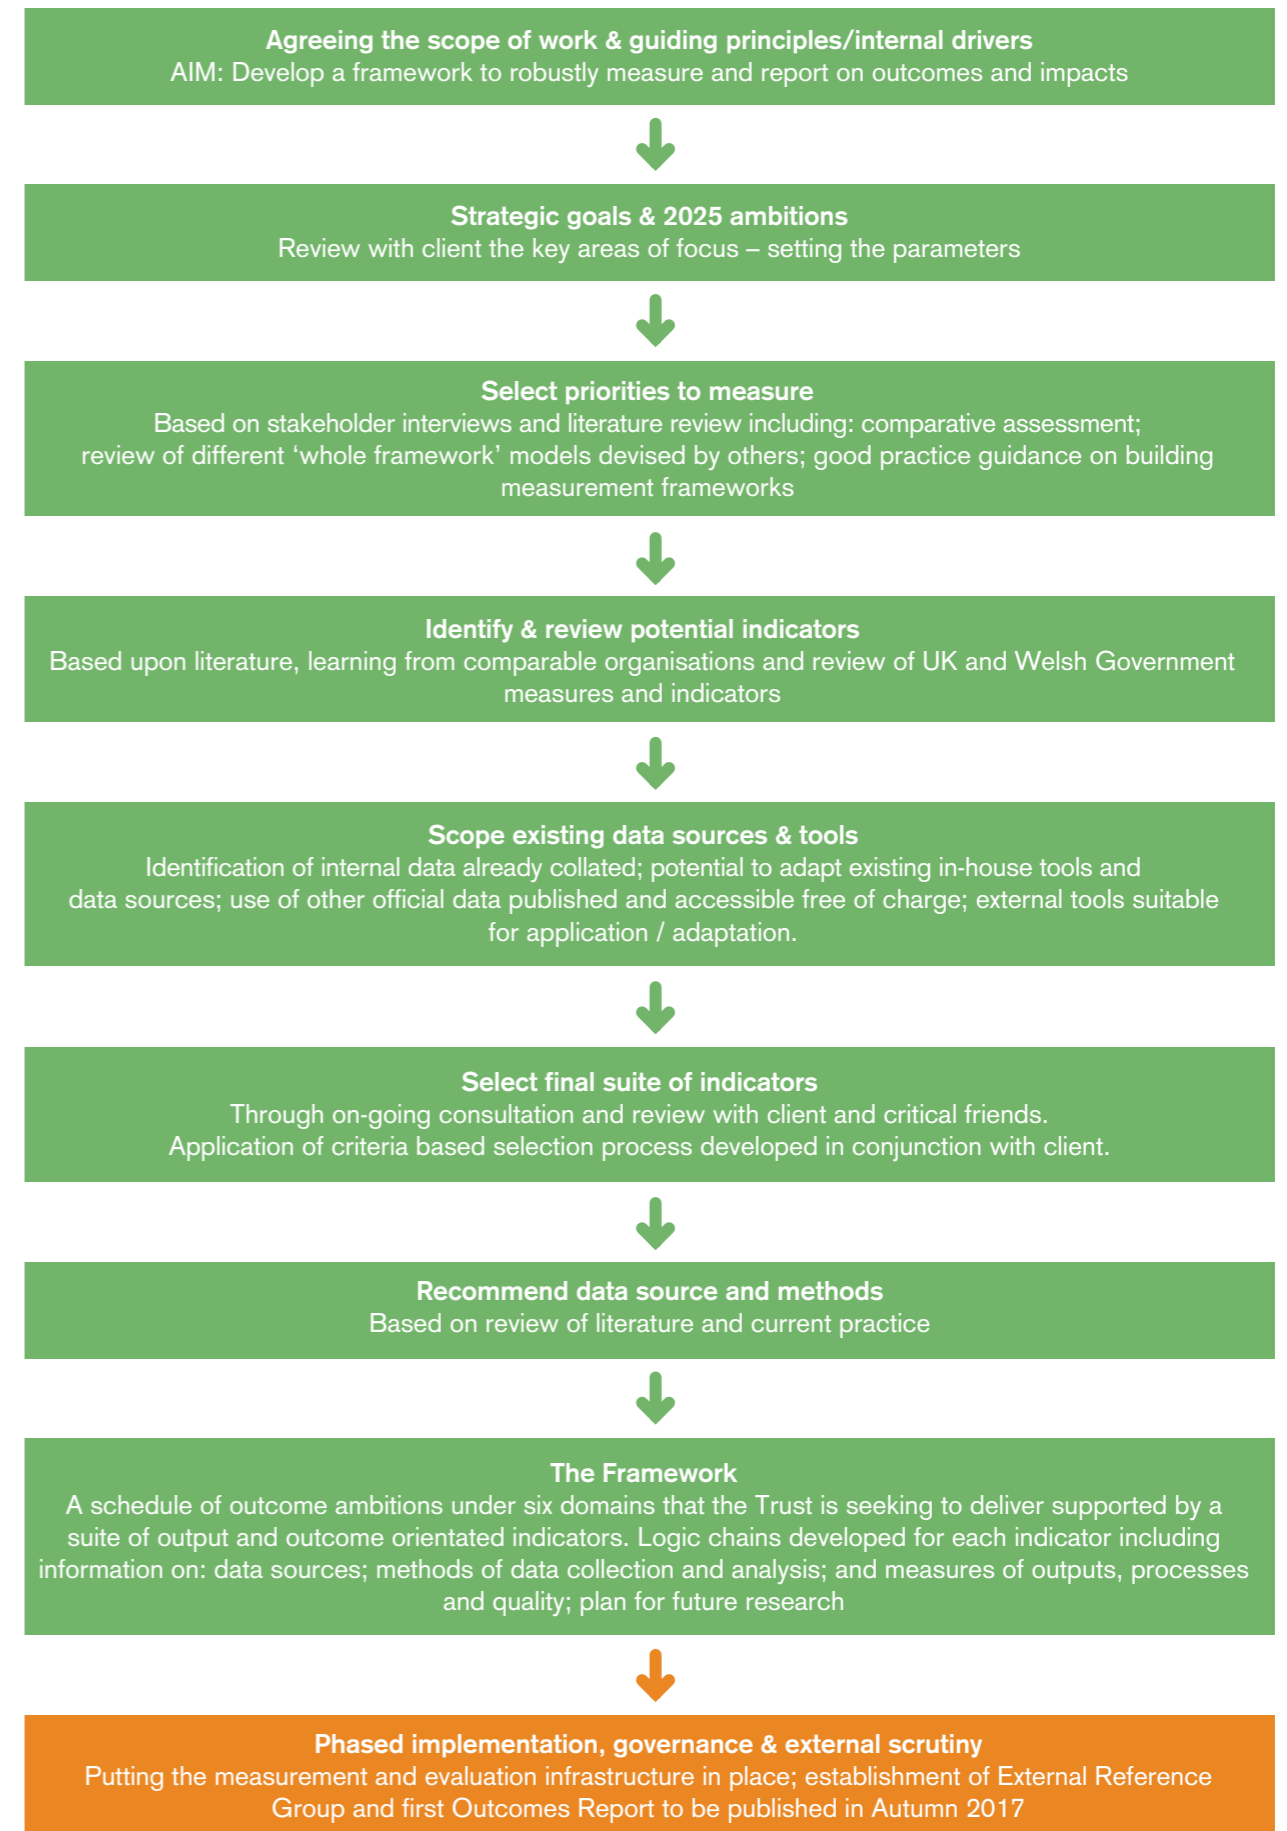 Agreeing the scope of work & guiding principles/internal drivers
AIM: Develop a framework to robustly measure and report on outcomes and impacts
Strategic goals & 2025 ambitions
Review with client the key areas of focus – setting the parameters
Select priorities to measure
Based on stakeholder interviews and literature review including: comparative assessment;
review of different ‘whole framework’ models devised by others; good practice guidance on building
measurement frameworks
Identify & review potential indicators
Based upon literature, learning from comparable organisations and review of UK and Welsh Government
measures and indicators
Scope existing data sources & tools
Identification of internal data already collated; potential to adapt existing in-house tools and
data sources; use of other official data published and accessible free of charge; external tools suitable
for application / adaptation.
Select final suite of indicators
Through on-going consultation and review with client and critical friends.
Application of criteria based selection process developed in conjunction with client.
Recommend data source and methods
Based on review of literature and current practice
The Framework
A schedule of outcome ambitions under six domains that the Trust is seeking to deliver supported by a
suite of output and outcome orientated indicators. Logic chains developed for each indicator including
information on: data sources; methods of data collection and analysis; and measures of outputs, processes
and quality; plan for future research
Phased implementation, governance & external scrutiny
Putting the measurement and evaluation infrastructure in place; establishment of External Reference
Group and first Outcomes Report to be published in Autumn 2017